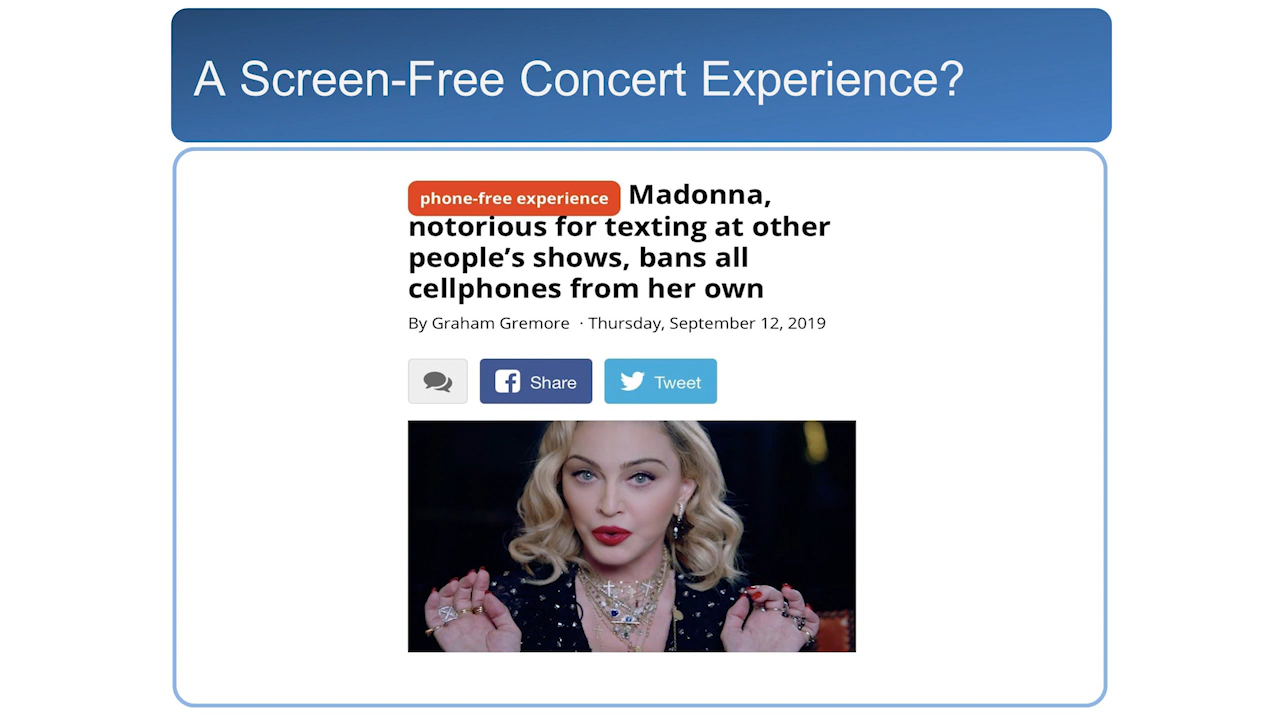 A Screen-Free Concert Experience?
phone-free experience Madonna,
notorious for texting at other
people’s shows, bans all
cellphones from her own
By Graham Gremore · Thursday, September 12, 2019
Share Tweet